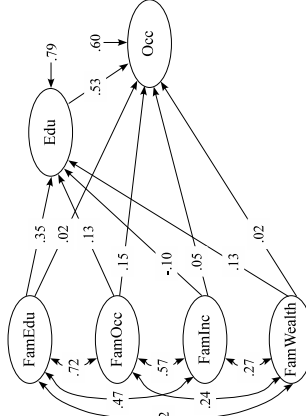 .79
.60
Edu
.53
Occ
.35
.02
.13
.15
-.10
.05
.13
.02
FamEdu
FamOcc
FamInc
FamWealth
.72
.57
.27
.47
.24